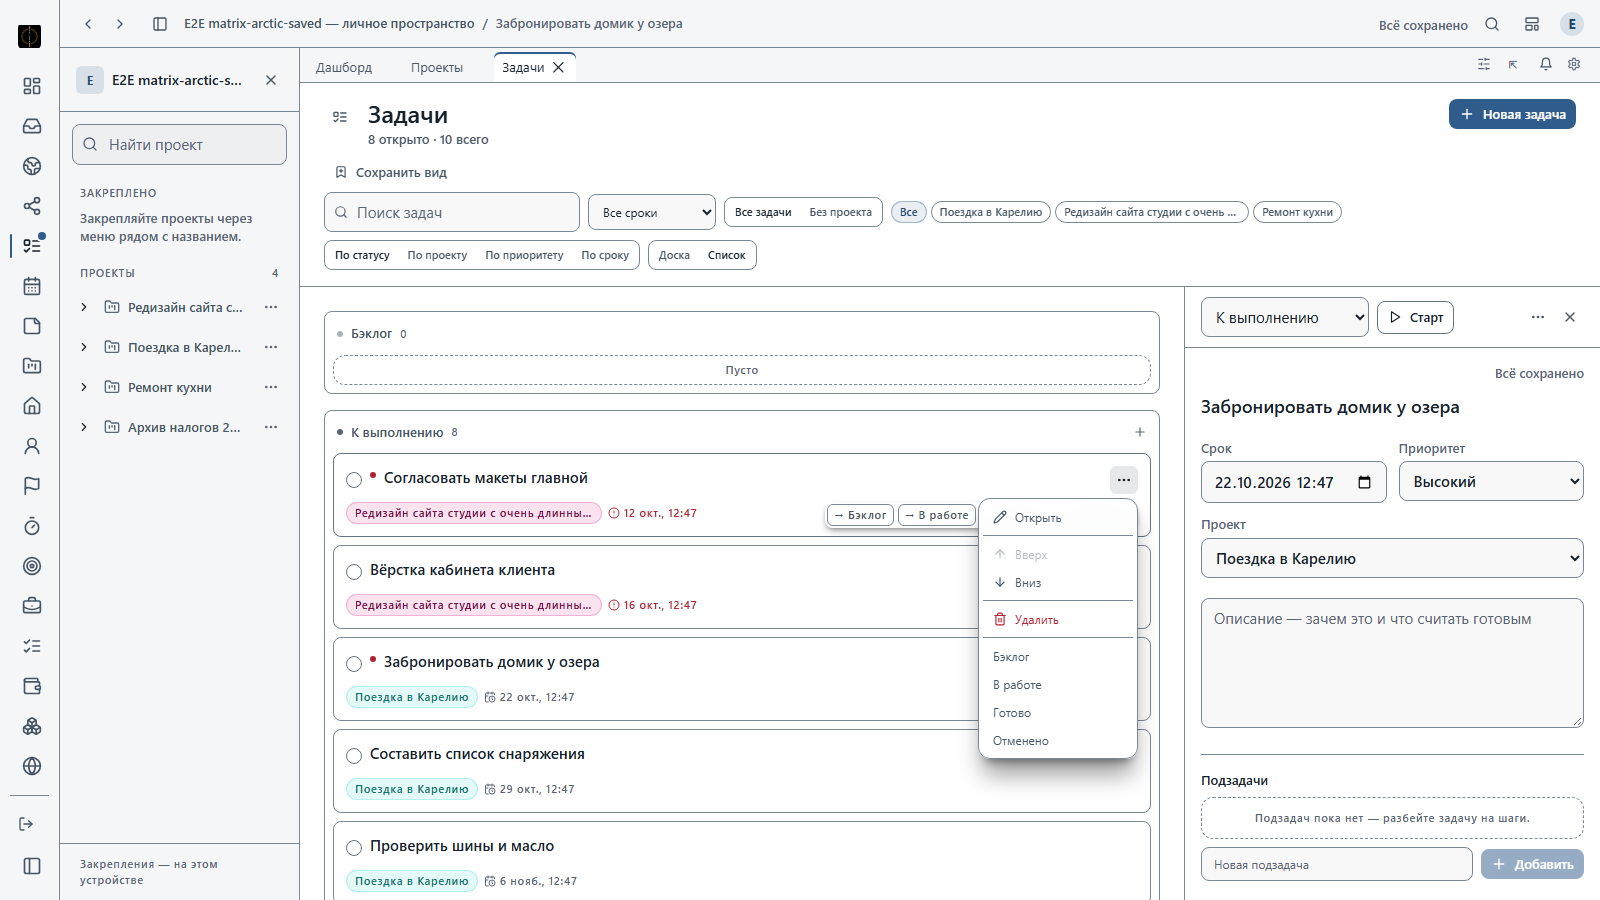 E2E matrix-arctic-saved — личное пространство / Забронировать домик у озера
Всё сохранено
E
E
E2E matrix-arctic-s...
Найти проект
ЗАКРЕПЛЕНО
Закрепляйте проекты через
меню рядом с названием.
ПРОЕКТЫ 4
Редизайн сайта с...
Поездка в Карел...
Ремонт кухни
Архив налогов 2...
Закрепления — на этом
устройстве
Дашборд
Проекты
Задачи
Задачи
8 открыто · 10 всего
Новая задача
Сохранить вид
Поиск задач
Все сроки
Все задачи
Без проекта
Все
Поездка в Карелию
Редизайн сайта студии с очень ...
Ремонт кухни
По статусу
По проекту
По приоритету
По сроку
Доска
Список
Бэклог 0
Пусто
К выполнению 8
Согласовать макеты главной
Редизайн сайта студии с очень длинны...
12 окт., 12:47
→ Бэклог
→ В работе
Вёрстка кабинета клиента
Редизайн сайта студии с очень длинны...
16 окт., 12:47
Забронировать домик у озера
Поездка в Карелию
22 окт., 12:47
Составить список снаряжения
Поездка в Карелию
29 окт., 12:47
Проверить шины и масло
Поездка в Карелию
6 нояб., 12:47
Открыть
Вверх
Вниз
Удалить
Бэклог
В работе
Готово
Отменено
К выполнению
Старт
Всё сохранено
Забронировать домик у озера
Срок
Приоритет
22.10.2026 12:47
Высокий
Проект
Поездка в Карелию
Описание — зачем это и что считать готовым
Подзадачи
Подзадач пока нет — разбейте задачу на шаги.
Новая подзадача
Добавить